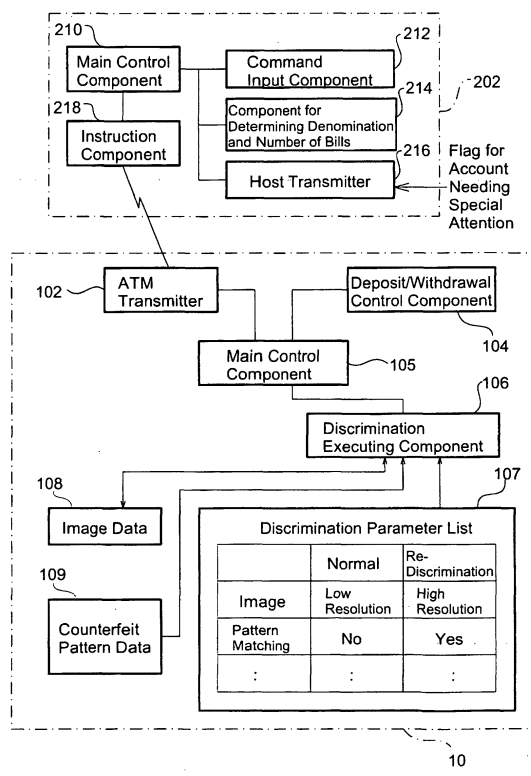 210
Main Control
Component
212
Command
Input Component
218
214
202
Instruction
Component
Component for
Determining Denomination
and Number of Bills
216
Host Transmitter
Flag for
Account
Needing
Special
Attention
102
ATM
Transmitter
Deposit/Withdrawal
Control Component
104
Main Control
Component
105
106
Discrimination
Executing Component
108
Image Data
107
Discrimination Parameter List
Normal
Re-
Discrimination
Image
Low
Resolution
High
Resolution
Pattern
Matching
No
Yes
:
:
:
109
Counterfeit
Pattern Data
10